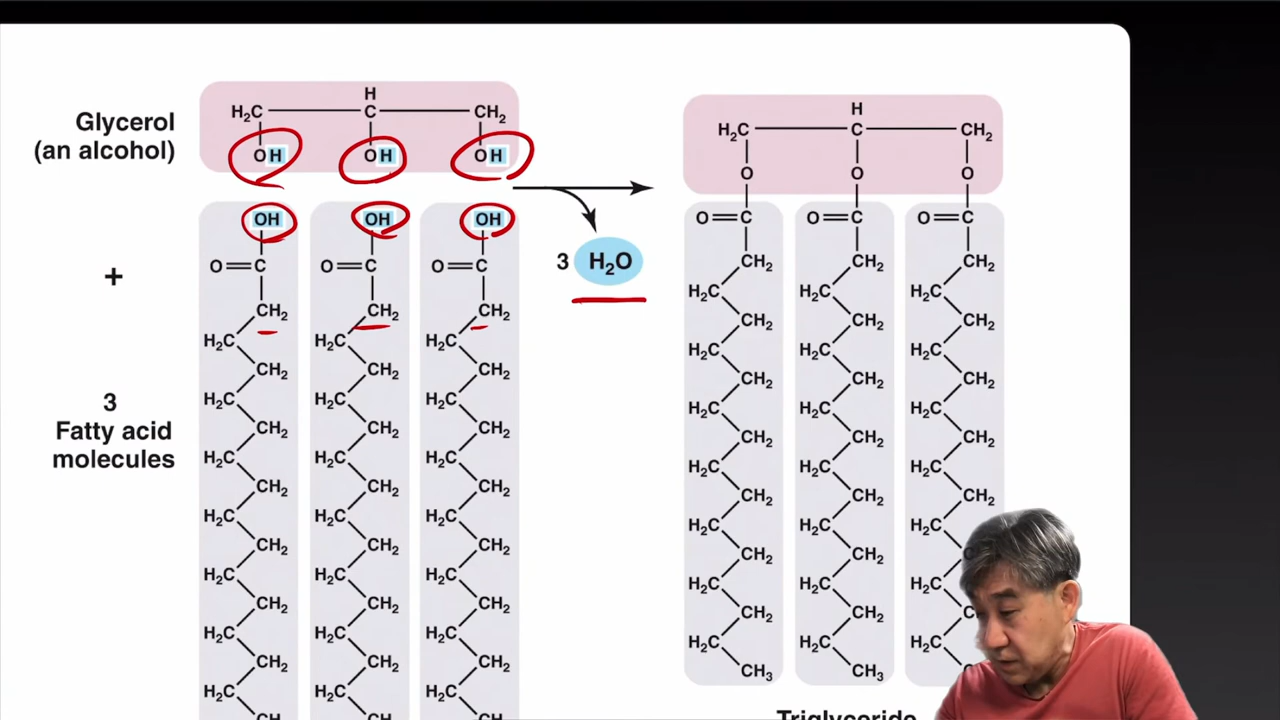 Glycerol
(an alcohol)
H
H₂C C CH₂
OH OH OH
+
3
Fatty acid
molecules
OH OH OH
O=C O=C O=C
CH₂ CH₂ CH₂
H₂C H₂C H₂C
CH₂ CH₂ CH₂
H₂C H₂C H₂C
CH₂ CH₂ CH₂
H₂C H₂C H₂C
CH₂ CH₂ CH₂
H₂C H₂C H₂C
CH₂ CH₂ CH₂
H₂C H₂C H₂C
CH₂ CH₂ CH₂
H₂C H₂C H₂C
CH₂ CH₂ CH₂
H₂C H₂C H₂C
3 H₂O
H
H₂C C CH₂
O O O
O=C O=C O=C
CH₂ CH₂ CH₂
H₂C H₂C H₂C
CH₂ CH₂ CH₂
H₂C H₂C H₂C
CH₂ CH₂ CH₂
H₂C H₂C H₂C
CH₂ CH₂ CH₂
H₂C H₂C H₂C
CH₂ CH₂ CH₂
H₂C H₂C H₂C
CH₂ CH₂
H₂C H₂C H₂C
CH₂ CH₂
H₂C H₂C H₂C
CH₃ CH₃
Triglyceride